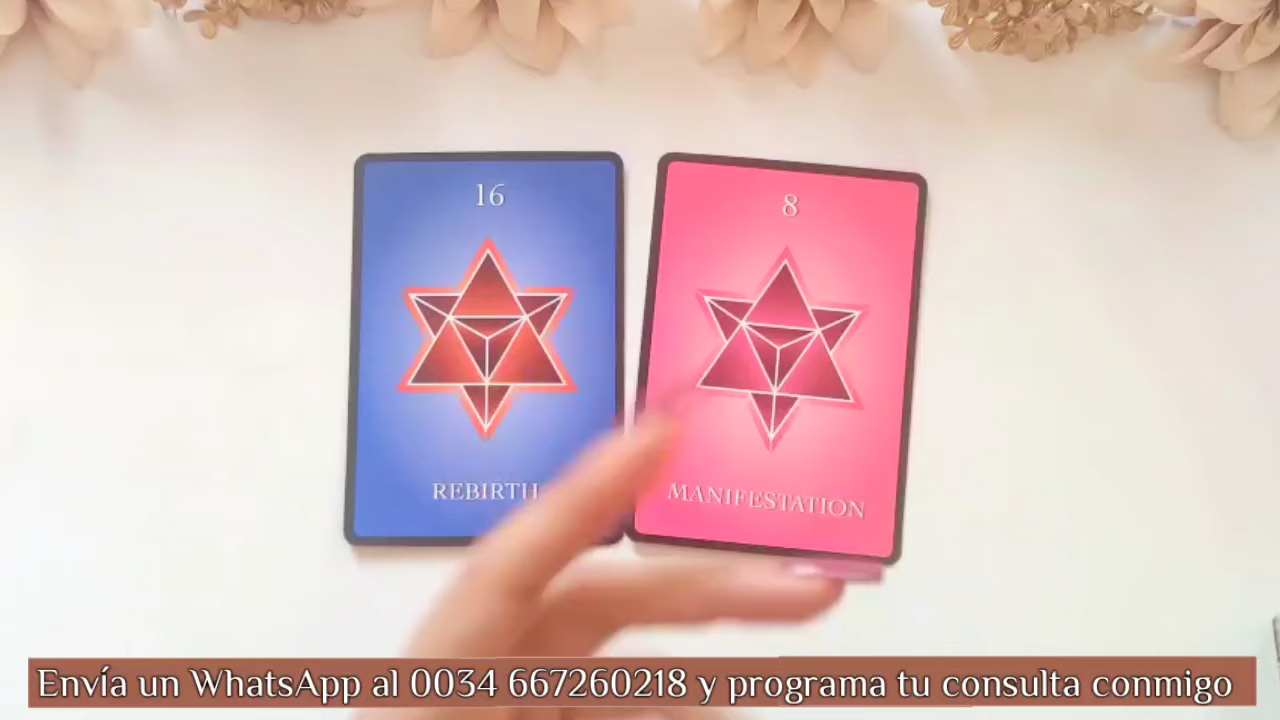 16
8
REBIRTH
MANIFESTATION
Envía un WhatsApp al 0034 667260218 y programa tu consulta conmigo